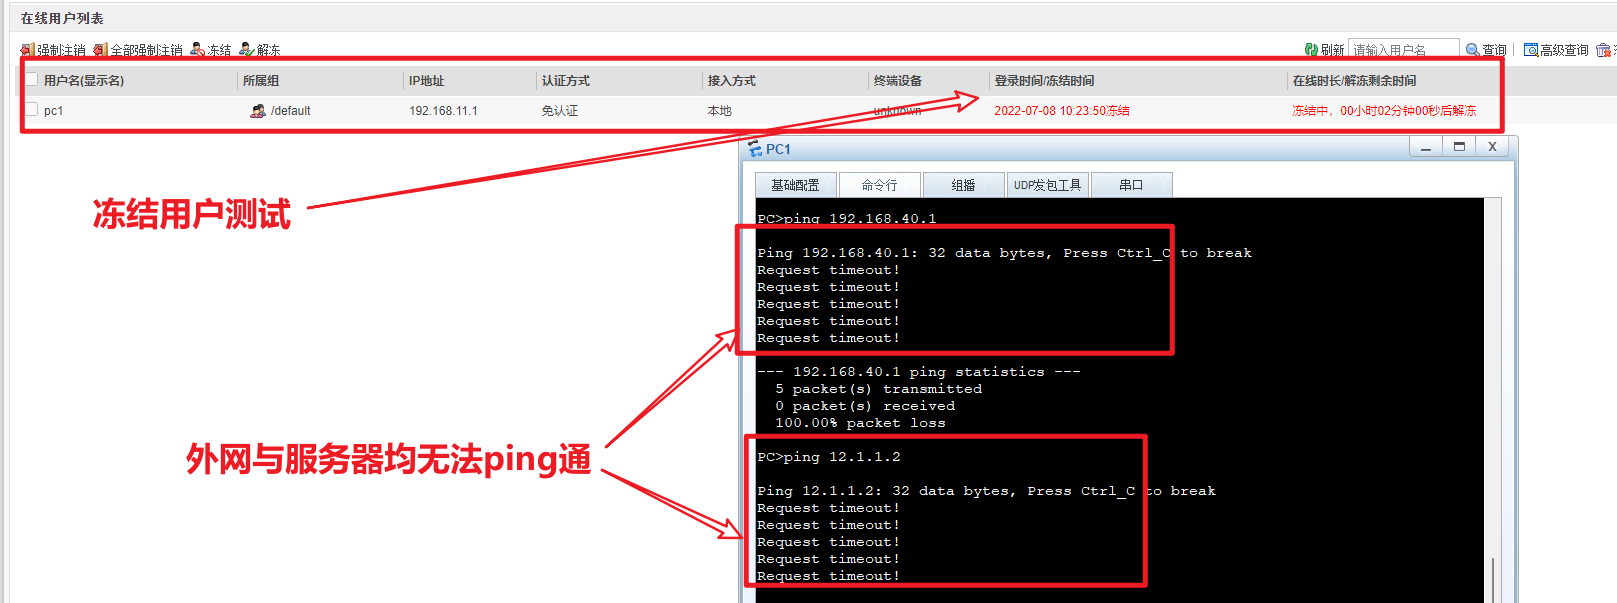 在线用户列表
强制注销 全部强制注销 冻结 解冻 刷新 请输入用户名 查询 高级查询
用户名(显示名) 所属组 IP地址 认证方式 接入方式 终端设备 登录时间/冻结时间 在线时长/解冻剩余时间
pc1 /default 192.168.11.1 免认证 本地 unknown 2022-07-08 10:23:50冻结 冻结中，00小时02分钟00秒后解冻
PC1
基础配置 命令行 组播 UDP发包工具 串口
冻结用户测试
PC>ping 192.168.40.1
Ping 192.168.40.1: 32 data bytes, Press Ctrl_C to break
Request timeout!
Request timeout!
Request timeout!
Request timeout!
Request timeout!
--- 192.168.40.1 ping statistics ---
5 packet(s) transmitted
0 packet(s) received
100.00% packet loss
外网与服务器均无法ping通
PC>ping 12.1.1.2
Ping 12.1.1.2: 32 data bytes, Press Ctrl_C to break
Request timeout!
Request timeout!
Request timeout!
Request timeout!
Request timeout!